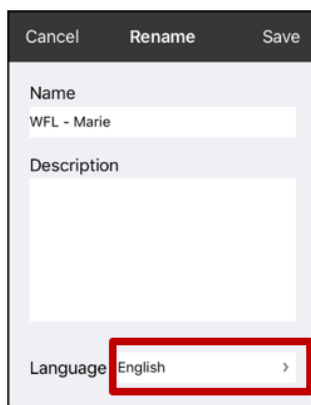 Cancel Rename Save
Name
WFL - Marie
Description
Language English >